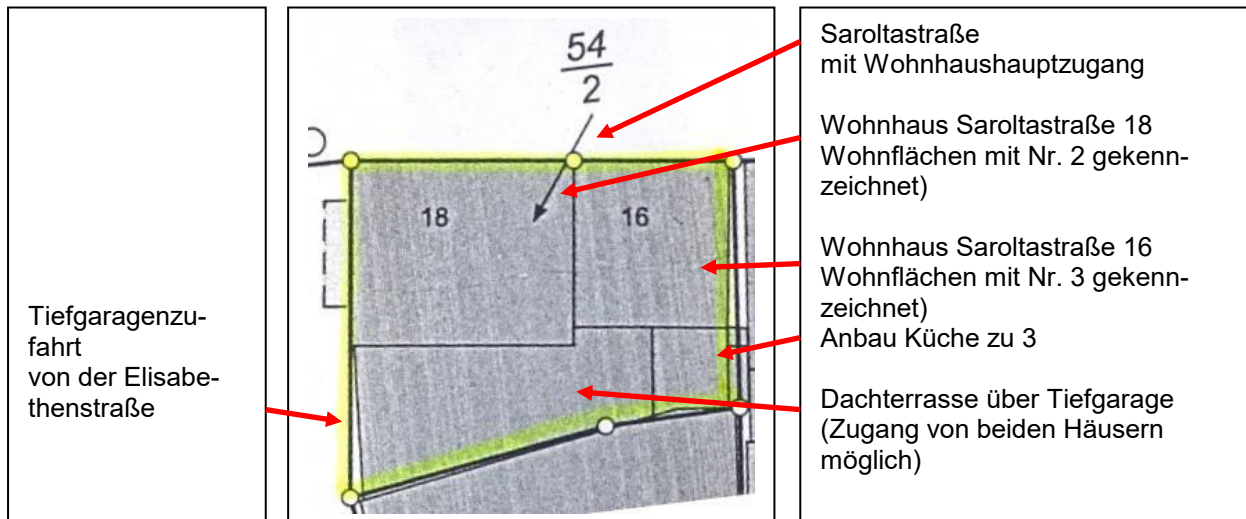 Tiefgaragenzu-
fahrt
von der Elisabe-
thenstraße
54
2
18
16
Saroltastraße
mit Wohnhaushauptzugang
Wohnhaus Saroltastraße 18
Wohnflächen mit Nr. 2 gekenn-
zeichnet)
Wohnhaus Saroltastraße 16
Wohnflächen mit Nr. 3 gekenn-
zeichnet)
Anbau Küche zu 3
Dachterrasse über Tiefgarage
(Zugang von beiden Häusern
möglich)